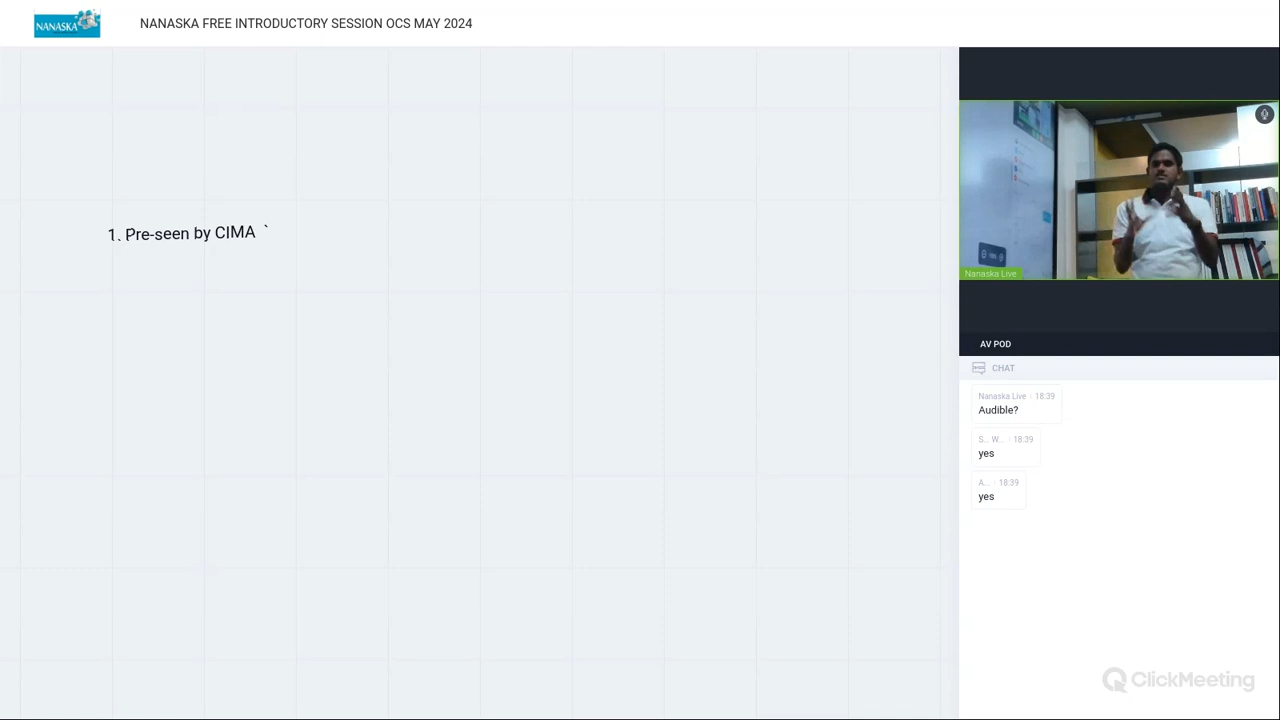 NANASKA
NANASKA FREE INTRODUCTORY SESSION OCS MAY 2024
1. Pre-seen by CIMA `
Nanaska Live
AV POD
CHAT
Nanaska Live 18:39
Audible?
S... W... 18:39
yes
A... 18:39
yes
ClickMeeting